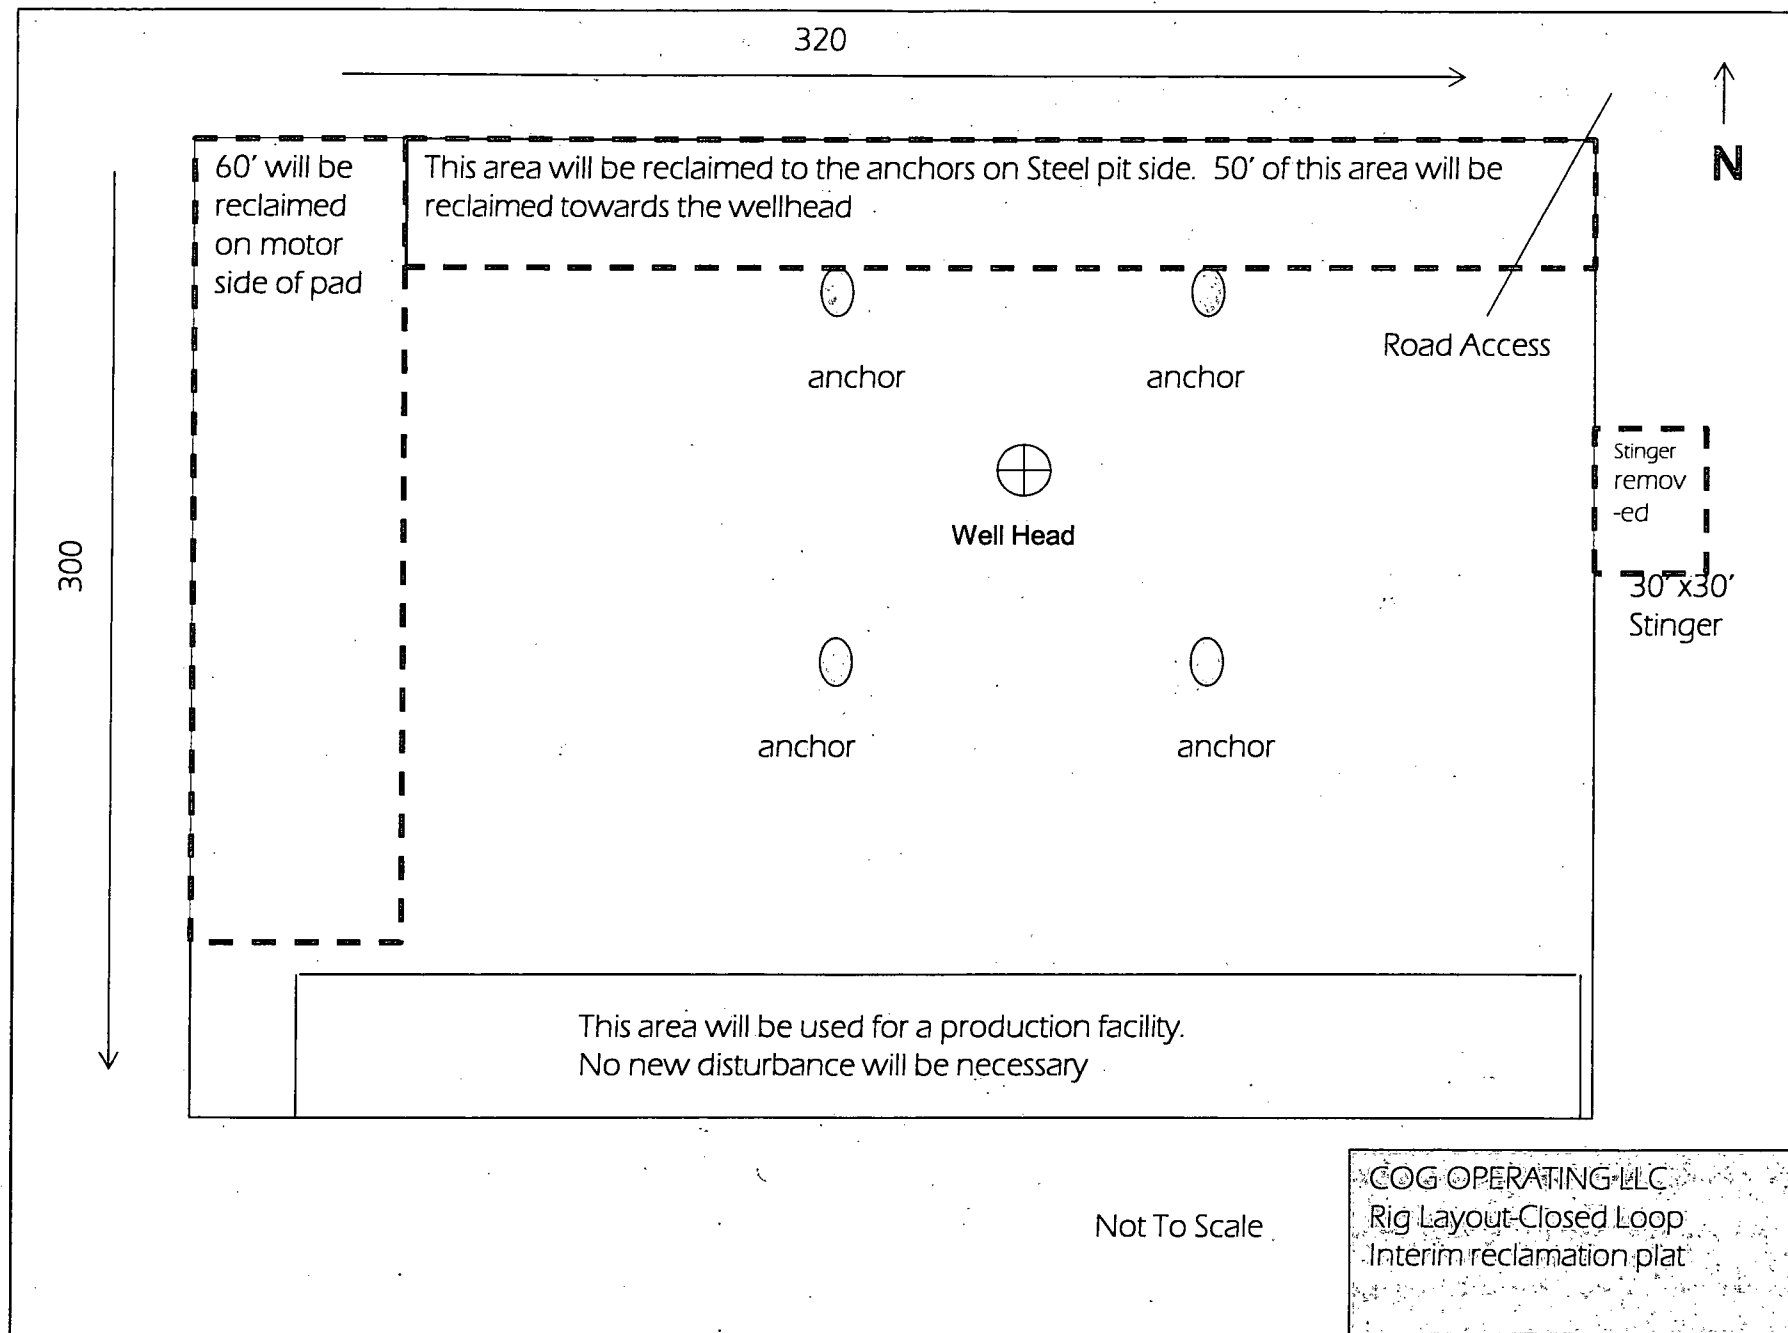 320
N
60' will be
reclaimed
on motor
side of pad
This area will be reclaimed to the anchors on Steel pit side. 50' of this area will be
reclaimed towards the wellhead
Road Access
anchor
anchor
Stinger
remov
-ed
Well Head
300
30' x30'
Stinger
anchor
anchor
This area will be used for a production facility.
No new disturbance will be necessary
Not To Scale
COG OPERATING LLC
Rig Layout-Closed Loop
Interim reclamation plat